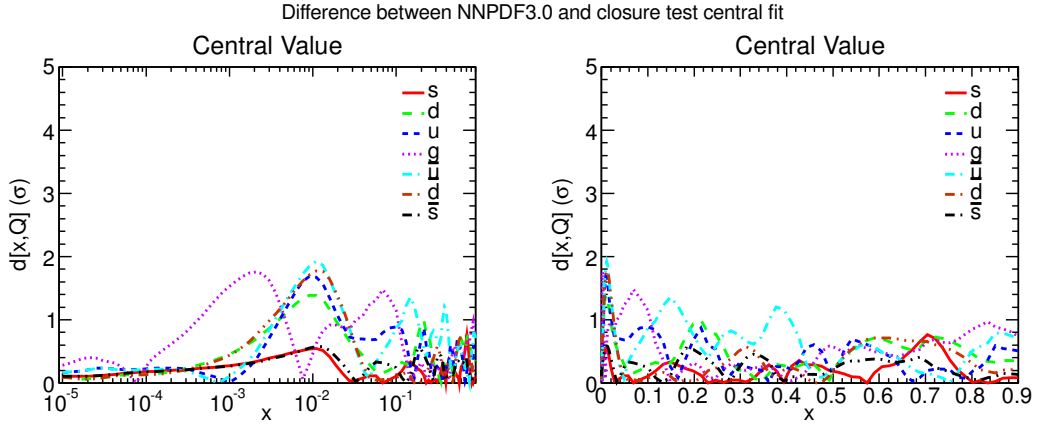 Difference between NNPDF3.0 and closure test central fit
Central Value
d[x,Q] (σ)
5
4
3
2
1
0
10⁻⁵ 10⁻⁴ 10⁻³ 10⁻² 10⁻¹
x
s
d
u
g
d̄
s̄
Central Value
d[x,Q] (σ)
5
4
3
2
1
0
0 0.1 0.2 0.3 0.4 0.5 0.6 0.7 0.8 0.9
x
s
d
u
g
d̄
s̄